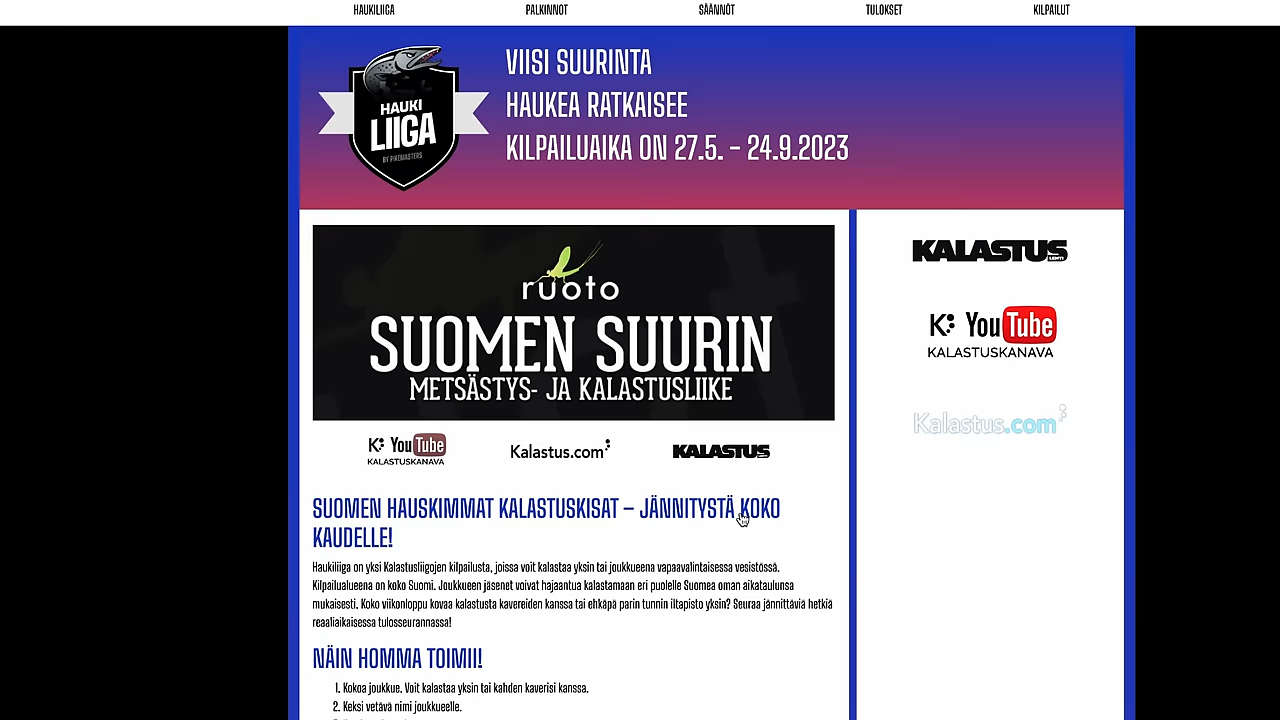 HAUKILIIGA PALKINNOT SÄÄNNÖT TULOKSET KILPAILUT
VIISI SUURINTA
HAUKEA RATKAISEE
KILPAILUAIKA ON 27.5. - 24.9.2023
HAUKI
LIIGA
BY PIKEMASTERS
ruoto
SUOMEN SUURIN
METSÄSTYS- JA KALASTUSLIIKE
K: YouTube
KALASTUSKANAVA
Kalastus.com
KALASTUS
SUOMEN HAUSKIMMAT KALASTUSKISAT – JÄNNITYSTÄ KOKO
KAUDELLE!
Haukiliiga on yksi Kalastusliigojen kilpailusta, joissa voit kalastaa yksin tai joukkueena vapaavalintaisessa vesistössä.
Kilpailualueena on koko Suomi. Joukkueen jäsenet voivat hajaantua kalastamaan eri puolelle Suomea oman aikataulunsa
mukaisesti. Koko viikonloppu kovaa kalastusta kavereiden kanssa tai ehkäpä parin tunnin iltapisto yksin? Seuraa jännittäviä hetkiä
reaaliaikaisessa tulosseurannassa!
NÄIN HOMMA TOIMII!
1. Kokoa joukkue. Voit kalastaa yksin tai kahden kaverisi kanssa.
2. Keksi vetävä nimi joukkueelle.
KALASTUS
LEHTI
K: YouTube
KALASTUSKANAVA
Kalastus.com